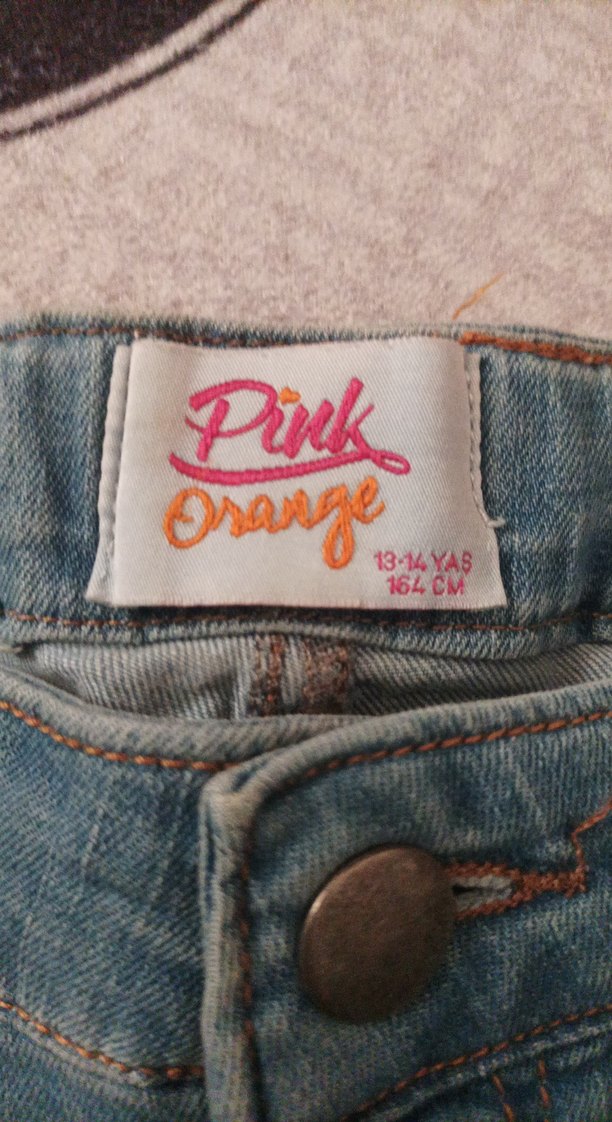 Pink
Orange
13-14 YAŞ
164 CM